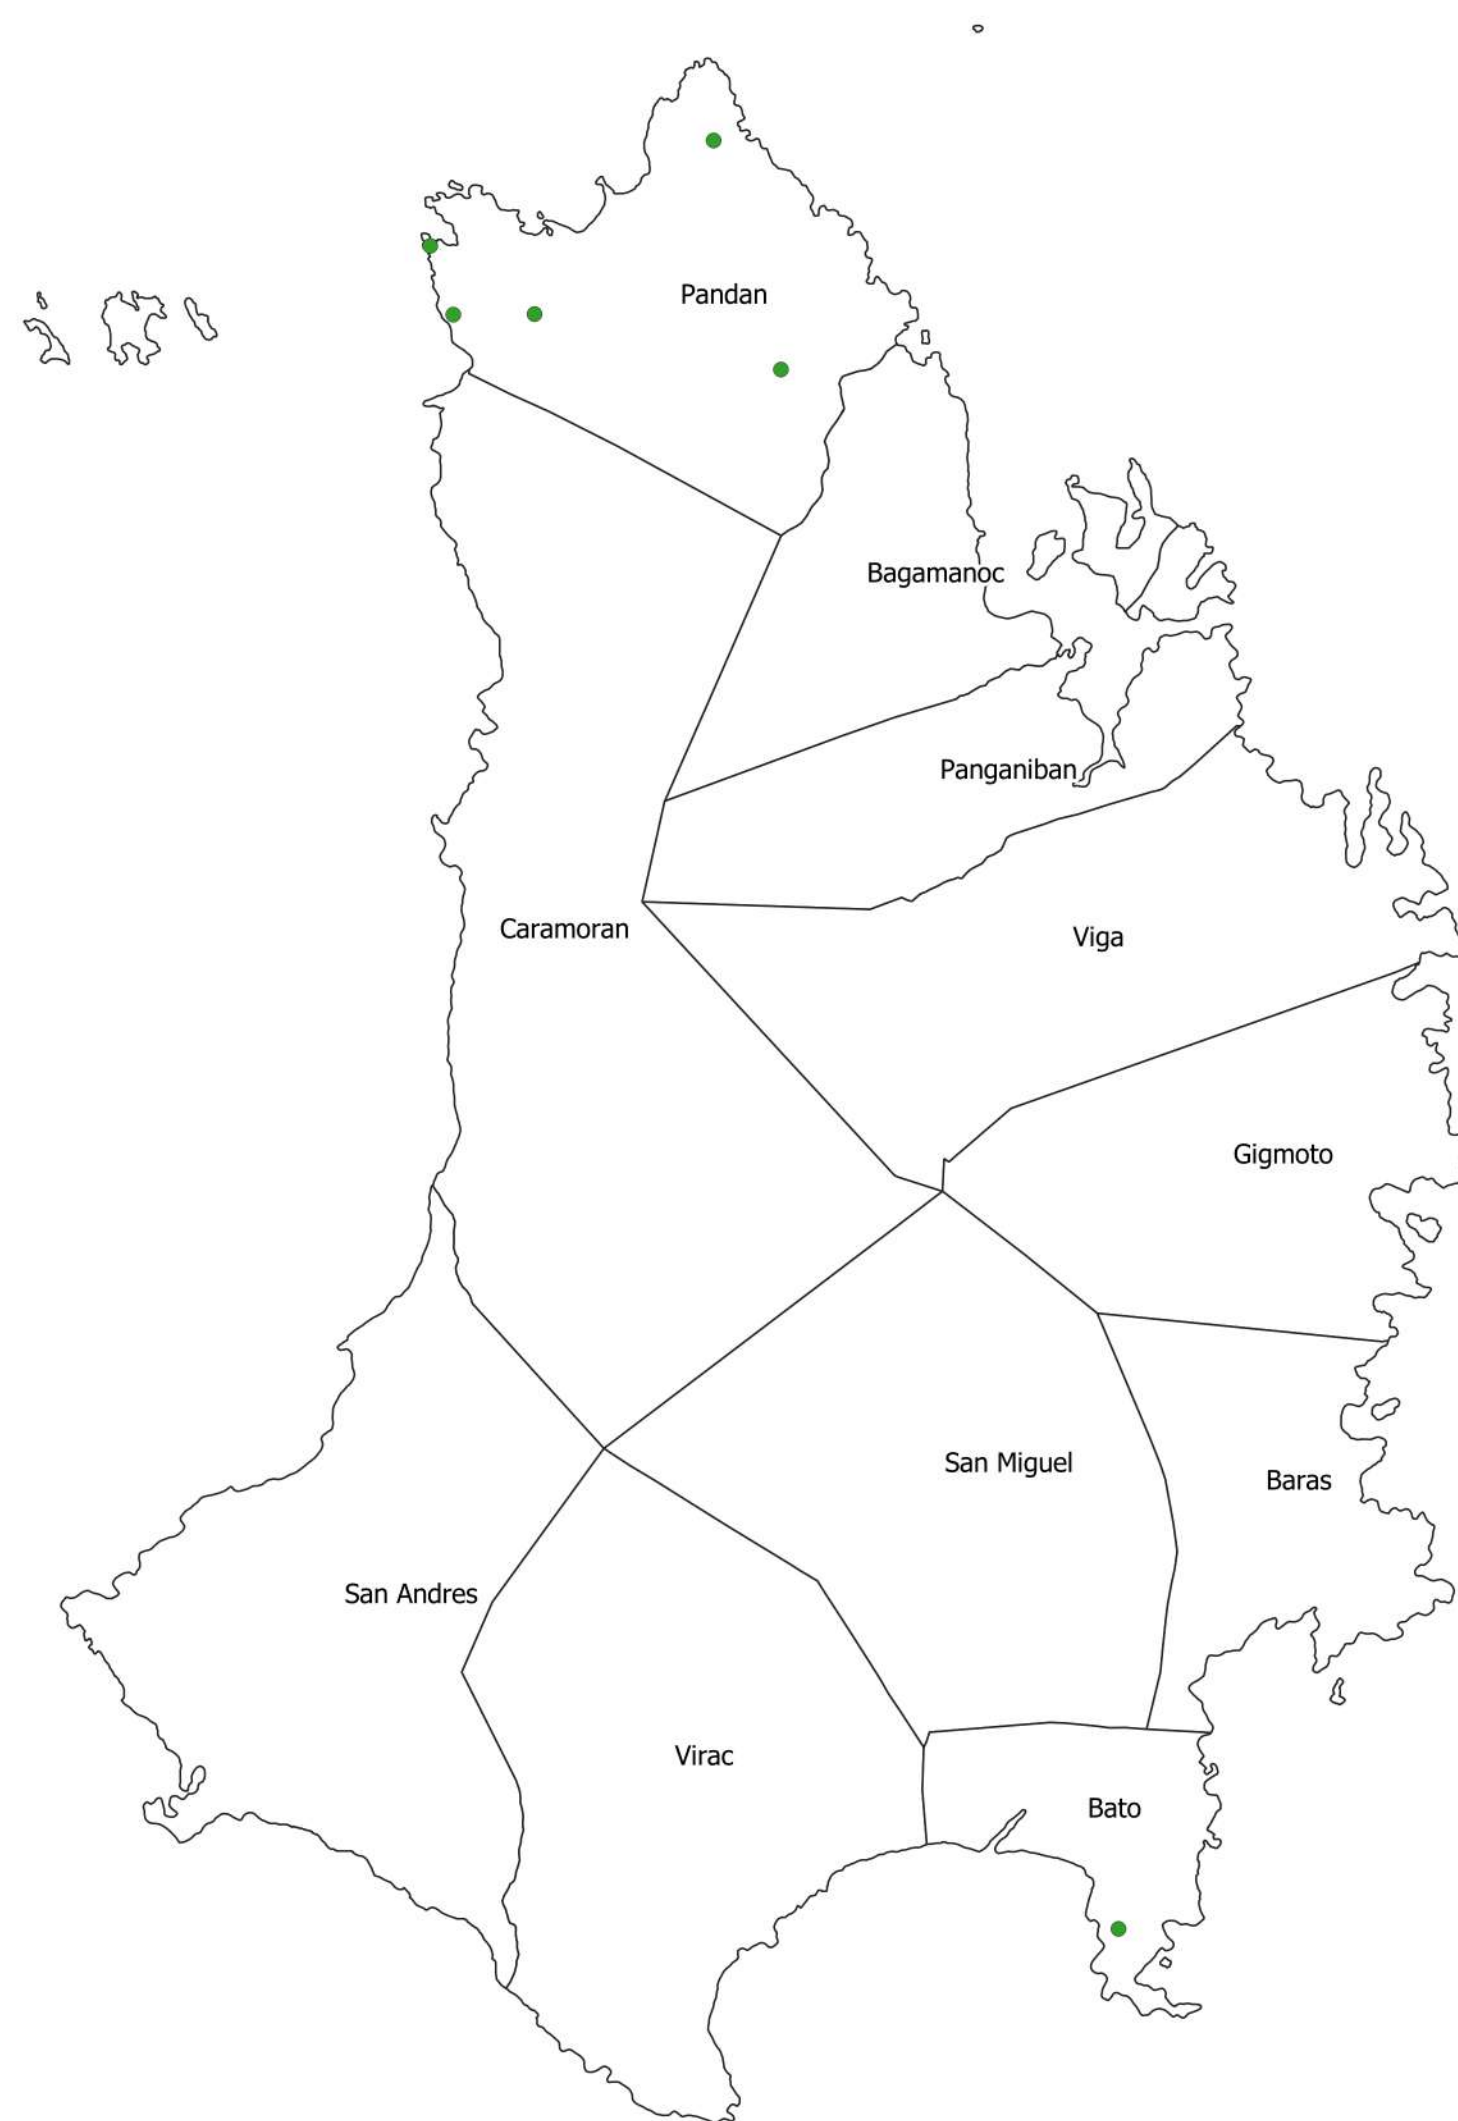 Pandan
Bagamanoc
Panganiban
Caramoran
Viga
Gigmoto
San Miguel
Baras
San Andres
Virac
Bato